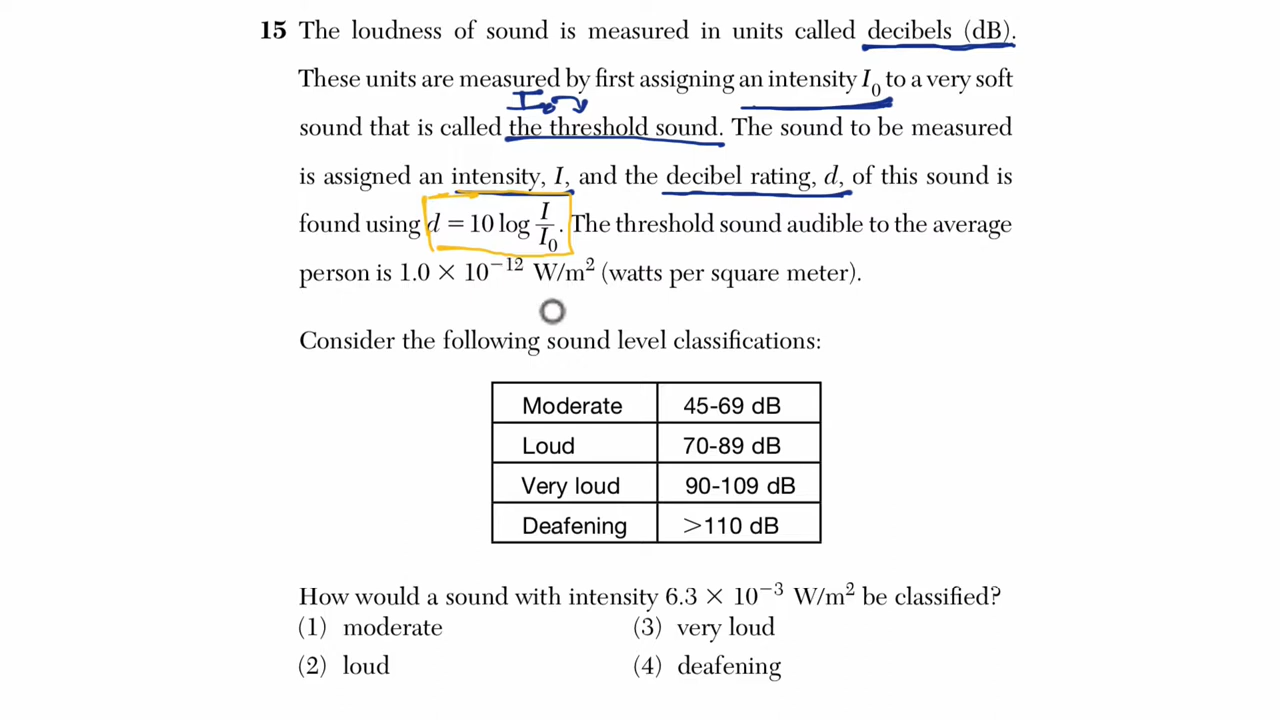 15 The loudness of sound is measured in units called decibels (dB).
These units are measured by first assigning an intensity I₀ to a very soft
I₀
sound that is called the threshold sound. The sound to be measured
is assigned an intensity, I, and the decibel rating, d, of this sound is
found using d = 10 log I/I₀. The threshold sound audible to the average
person is 1.0 × 10⁻¹² W/m² (watts per square meter).
Consider the following sound level classifications:
Moderate 45-69 dB
Loud 70-89 dB
Very loud 90-109 dB
Deafening >110 dB
How would a sound with intensity 6.3 × 10⁻³ W/m² be classified?
(1) moderate (3) very loud
(2) loud (4) deafening